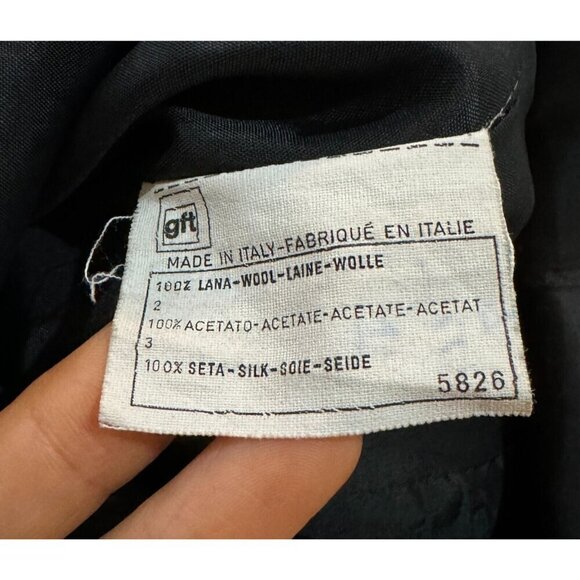 gft
MADE IN ITALY-FABRIQUÉ EN ITALIE
100% LANA-WOOL-LAINE-WOLLE
2
100% ACETATO-ACETATE-ACETATE-ACETAT
3
100% SETA-SILK-SOIE-SEIDE
5826